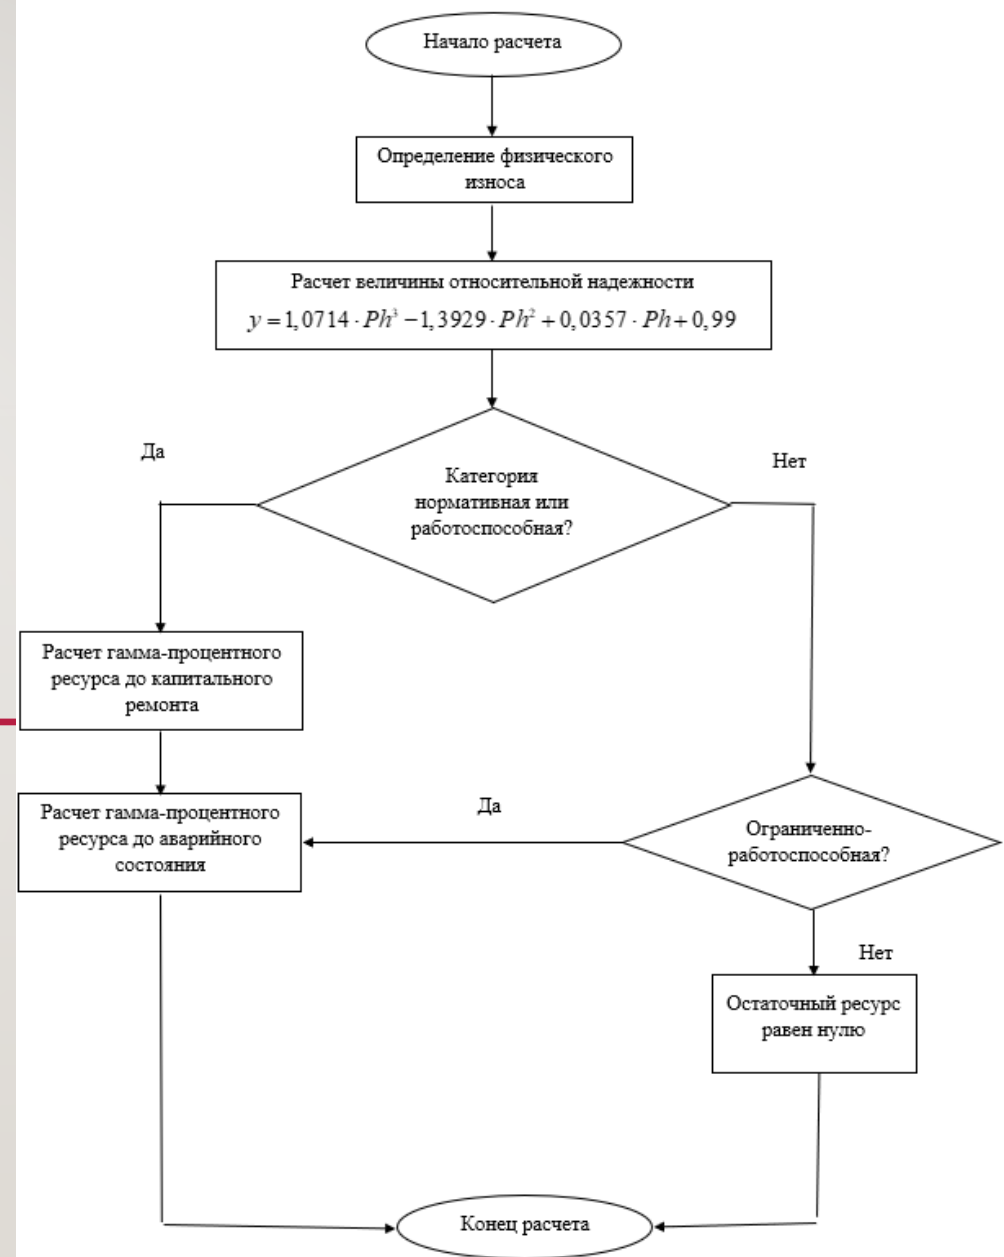 Начало расчета
Определение физического
износа
Расчет величины относительной надежности
y = 1,0714 · Ph³ − 1,3929 · Ph² + 0,0357 · Ph + 0,99
Да
Нет
Категория
нормативная или
работоспособная?
Расчет гамма-процентного
ресурса до капитального
ремонта
Расчет гамма-процентного
ресурса до аварийного
состояния
Да
Ограниченно-
работоспособная?
Нет
Остаточный ресурс
равен нулю
Конец расчета